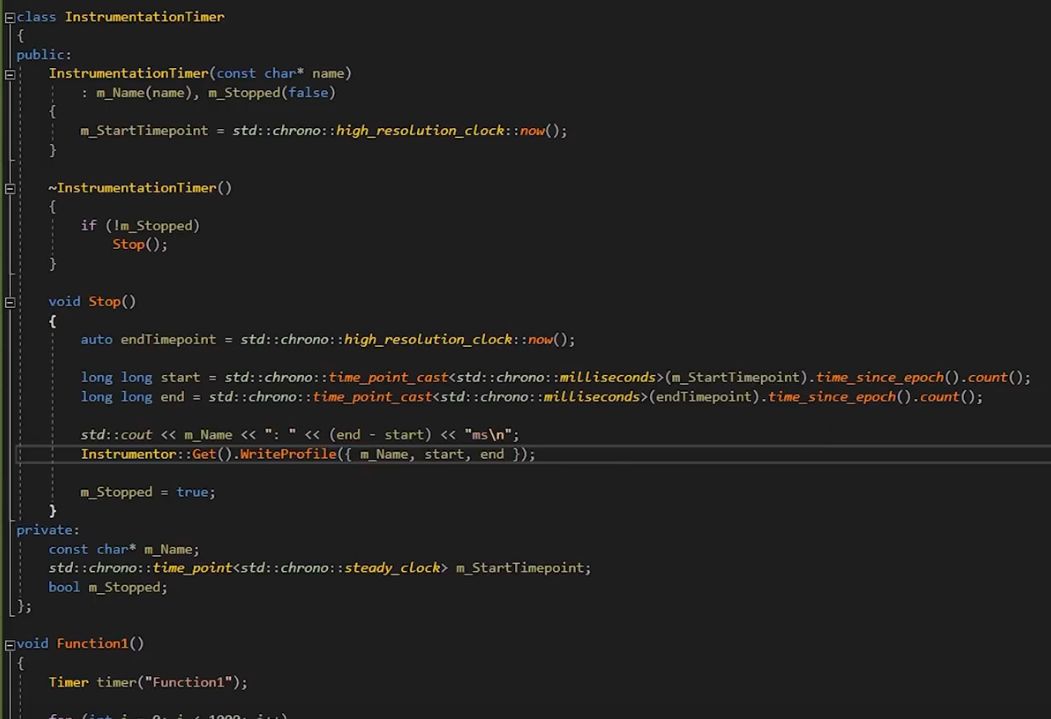 class InstrumentationTimer
{
public:
    InstrumentationTimer(const char* name)
        : m_Name(name), m_Stopped(false)
    {
        m_StartTimepoint = std::chrono::high_resolution_clock::now();
    }

    ~InstrumentationTimer()
    {
        if (!m_Stopped)
            Stop();
    }

    void Stop()
    {
        auto endTimepoint = std::chrono::high_resolution_clock::now();

        long long start = std::chrono::time_point_cast<std::chrono::milliseconds>(m_StartTimepoint).time_since_epoch().count();
        long long end = std::chrono::time_point_cast<std::chrono::milliseconds>(endTimepoint).time_since_epoch().count();

        std::cout << m_Name << ": " << (end - start) << "ms\n";
        Instrumentor::Get().WriteProfile({ m_Name, start, end });

        m_Stopped = true;
    }
private:
    const char* m_Name;
    std::chrono::time_point<std::chrono::steady_clock> m_StartTimepoint;
    bool m_Stopped;
};

void Function1()
{
    Timer timer("Function1");

    for (int i = 0; i < 1000; i++)